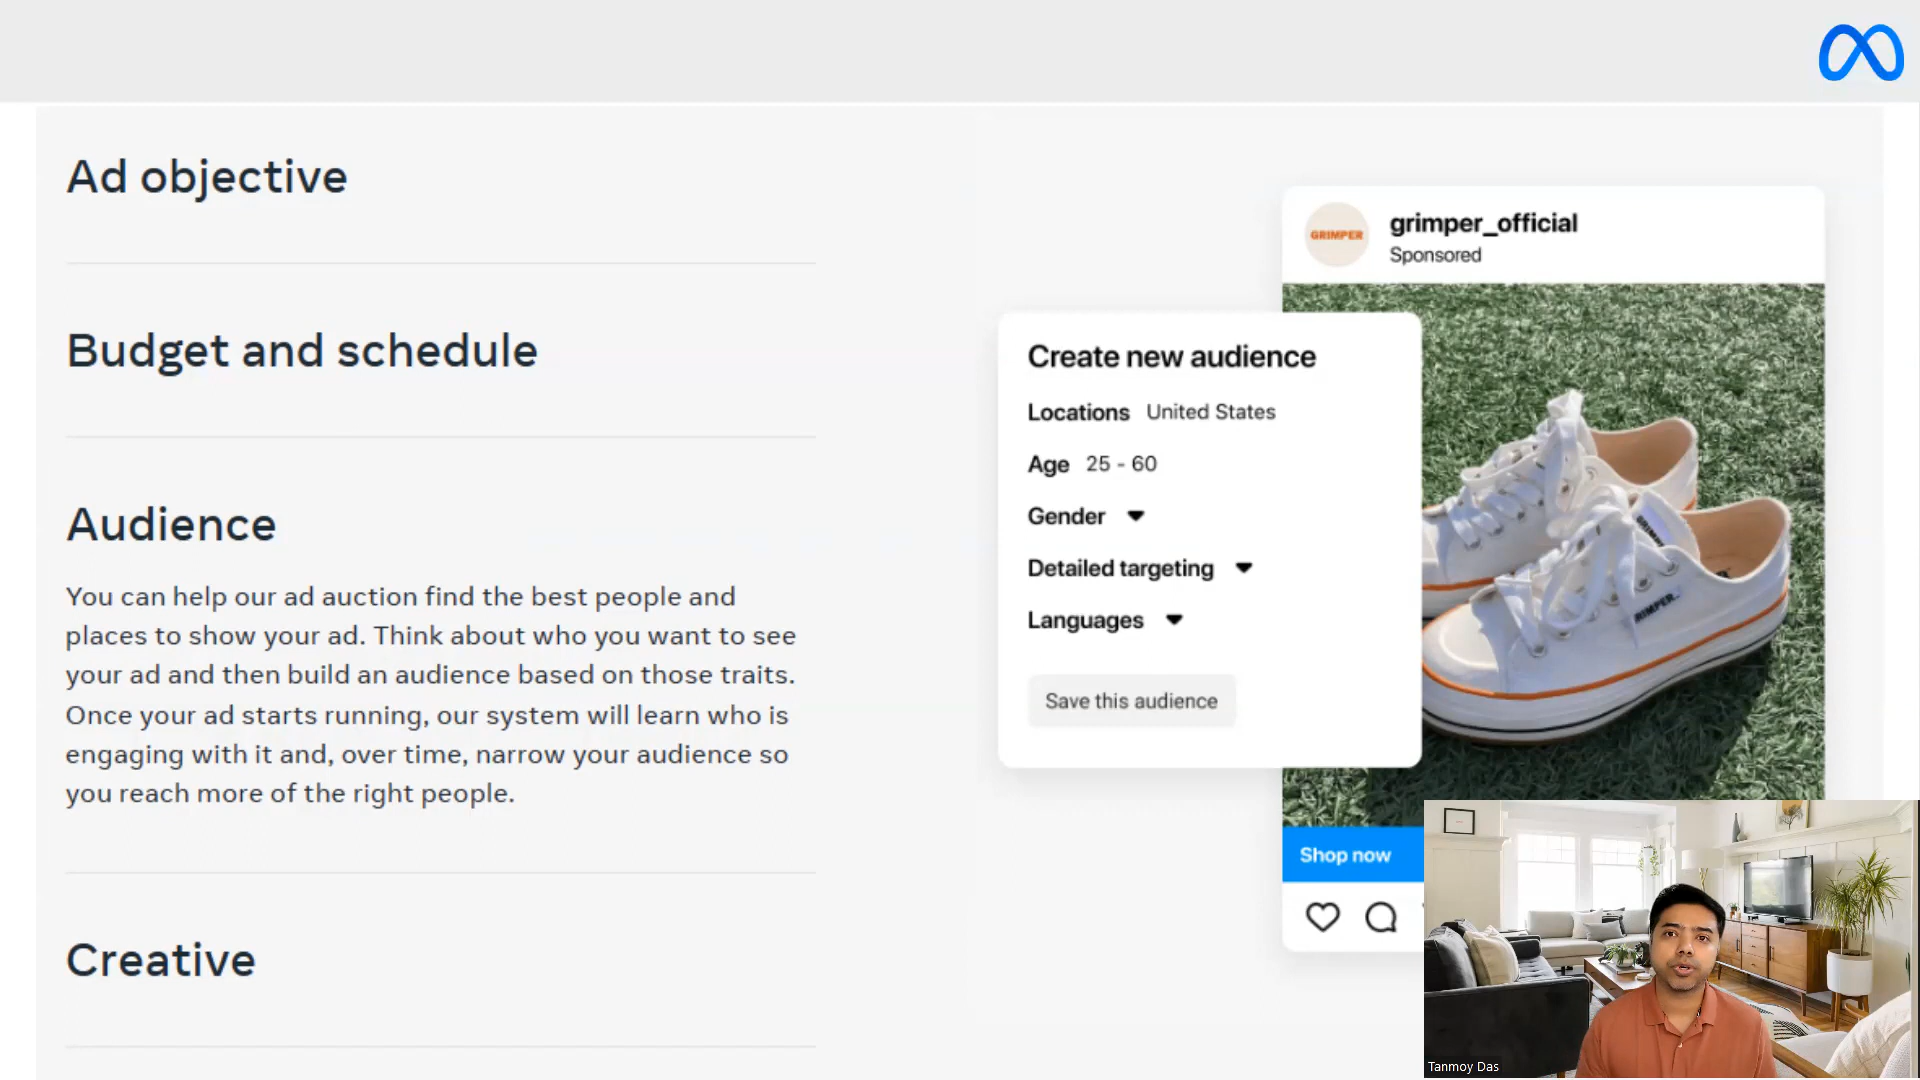 Ad objective
Budget and schedule
Audience
You can help our ad auction find the best people and
places to show your ad. Think about who you want to see
your ad and then build an audience based on those traits.
Once your ad starts running, our system will learn who is
engaging with it and, over time, narrow your audience so
you reach more of the right people.
Creative
GRIMPER
grimper_official
Sponsored
Create new audience
Locations United States
Age 25 - 60
Gender
Detailed targeting
Languages
Save this audience
GRIMPER
Shop now
Tanmoy Das